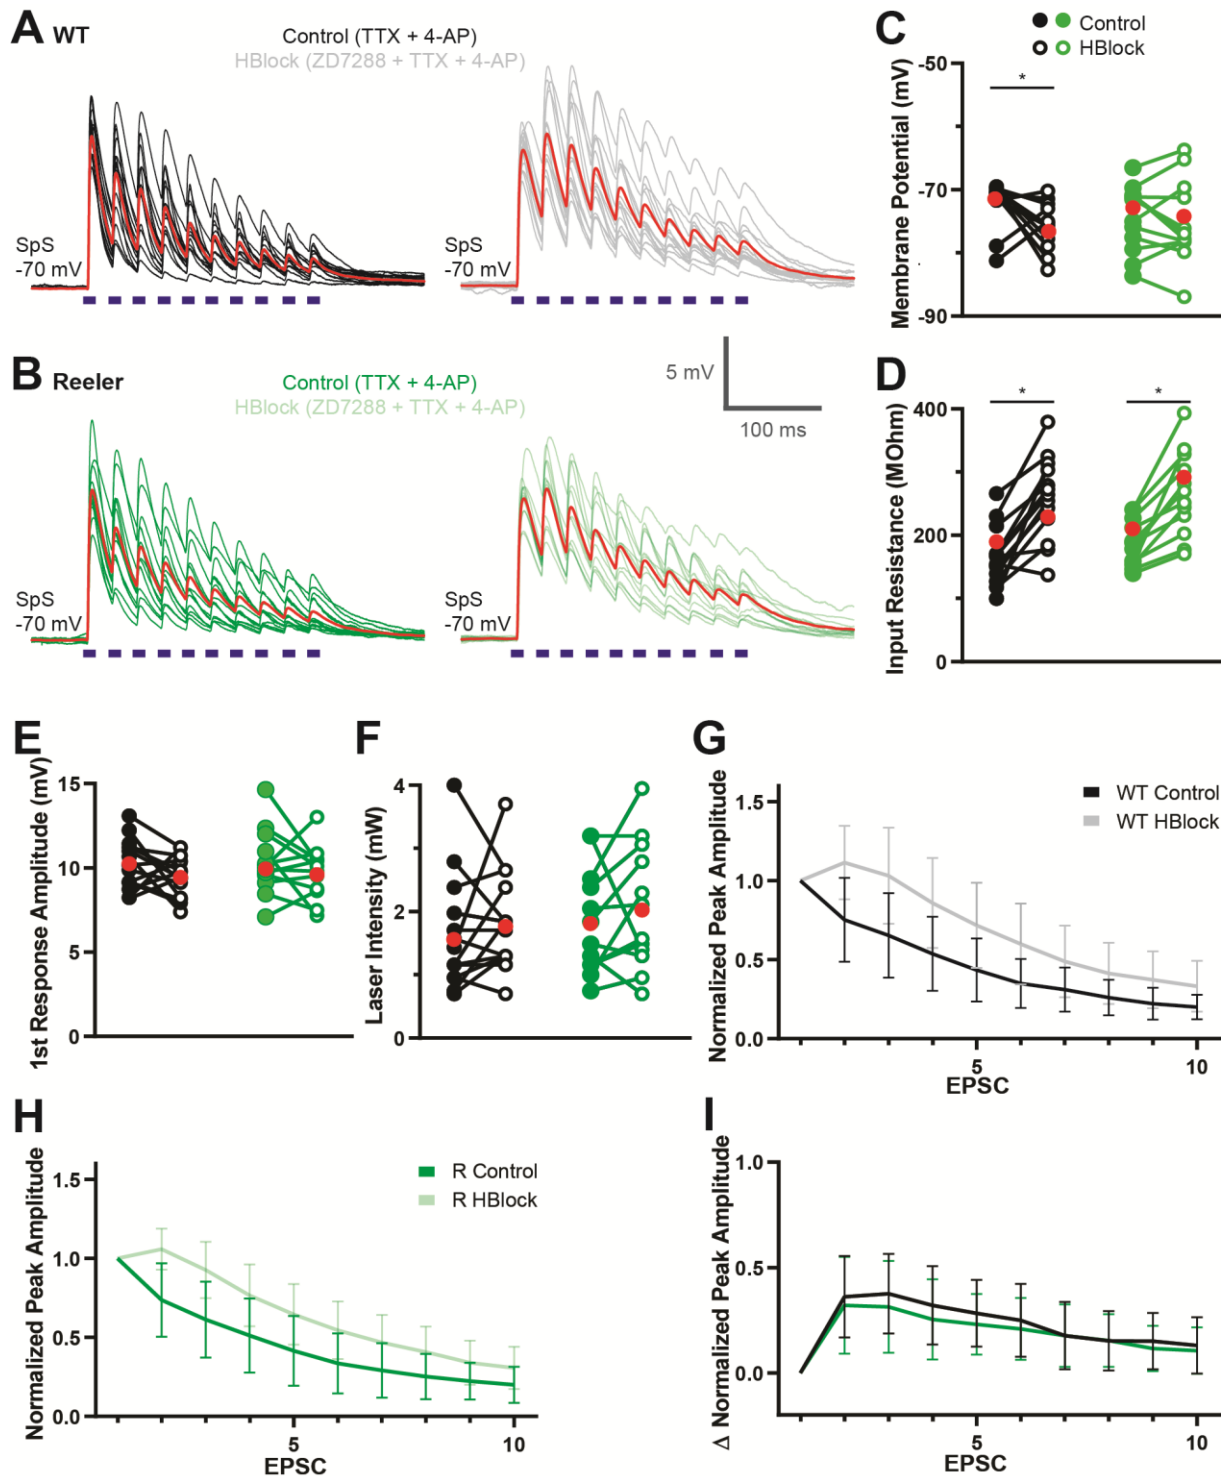 A WT
Control (TTX + 4-AP)
HBlock (ZD7288 + TTX + 4-AP)
SpS
-70 mV
SpS
-70 mV
C
Control
HBlock
Membrane Potential (mV)
-50
-70
-90
*
B Reeler
Control (TTX + 4-AP)
HBlock (ZD7288 + TTX + 4-AP)
5 mV
100 ms
SpS
-70 mV
SpS
-70 mV
D
Input Resistance (MOhm)
400
200
0
*
*
E
1st Response Amplitude (mV)
15
10
5
0
F
Laser Intensity (mW)
4
2
0
G
Normalized Peak Amplitude
1.5
1.0
0.5
0.0
WT Control
WT HBlock
5
10
EPSC
H
Normalized Peak Amplitude
1.5
1.0
0.5
0.0
R Control
R HBlock
5
10
EPSC
I
Δ Normalized Peak Amplitude
1.0
0.5
0.0
5
10
EPSC